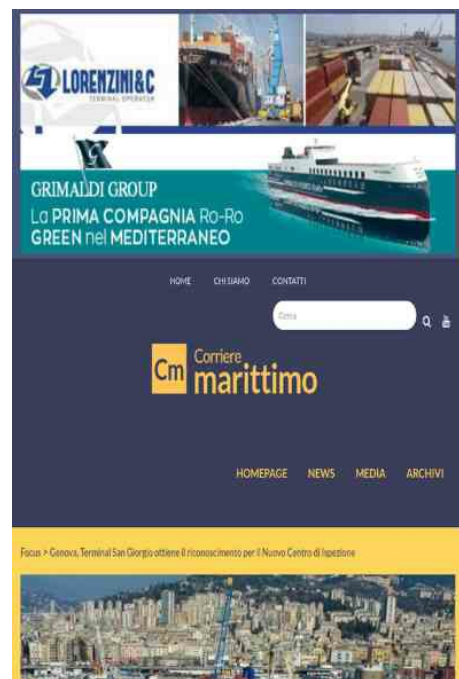 LORENZINI&C
TERMINAL OPERATOR
GRIMALDI GROUP
La PRIMA COMPAGNIA Ro-Ro
GREEN nel MEDITERRANEO
HOME CHI SIAMO CONTATTI
Cerca
Cm Corriere
marittimo
HOMEPAGE NEWS MEDIA ARCHIVI
Focus > Genova, Terminal San Giorgio ottiene il riconoscimento per il Nuovo Centro di Ispezione